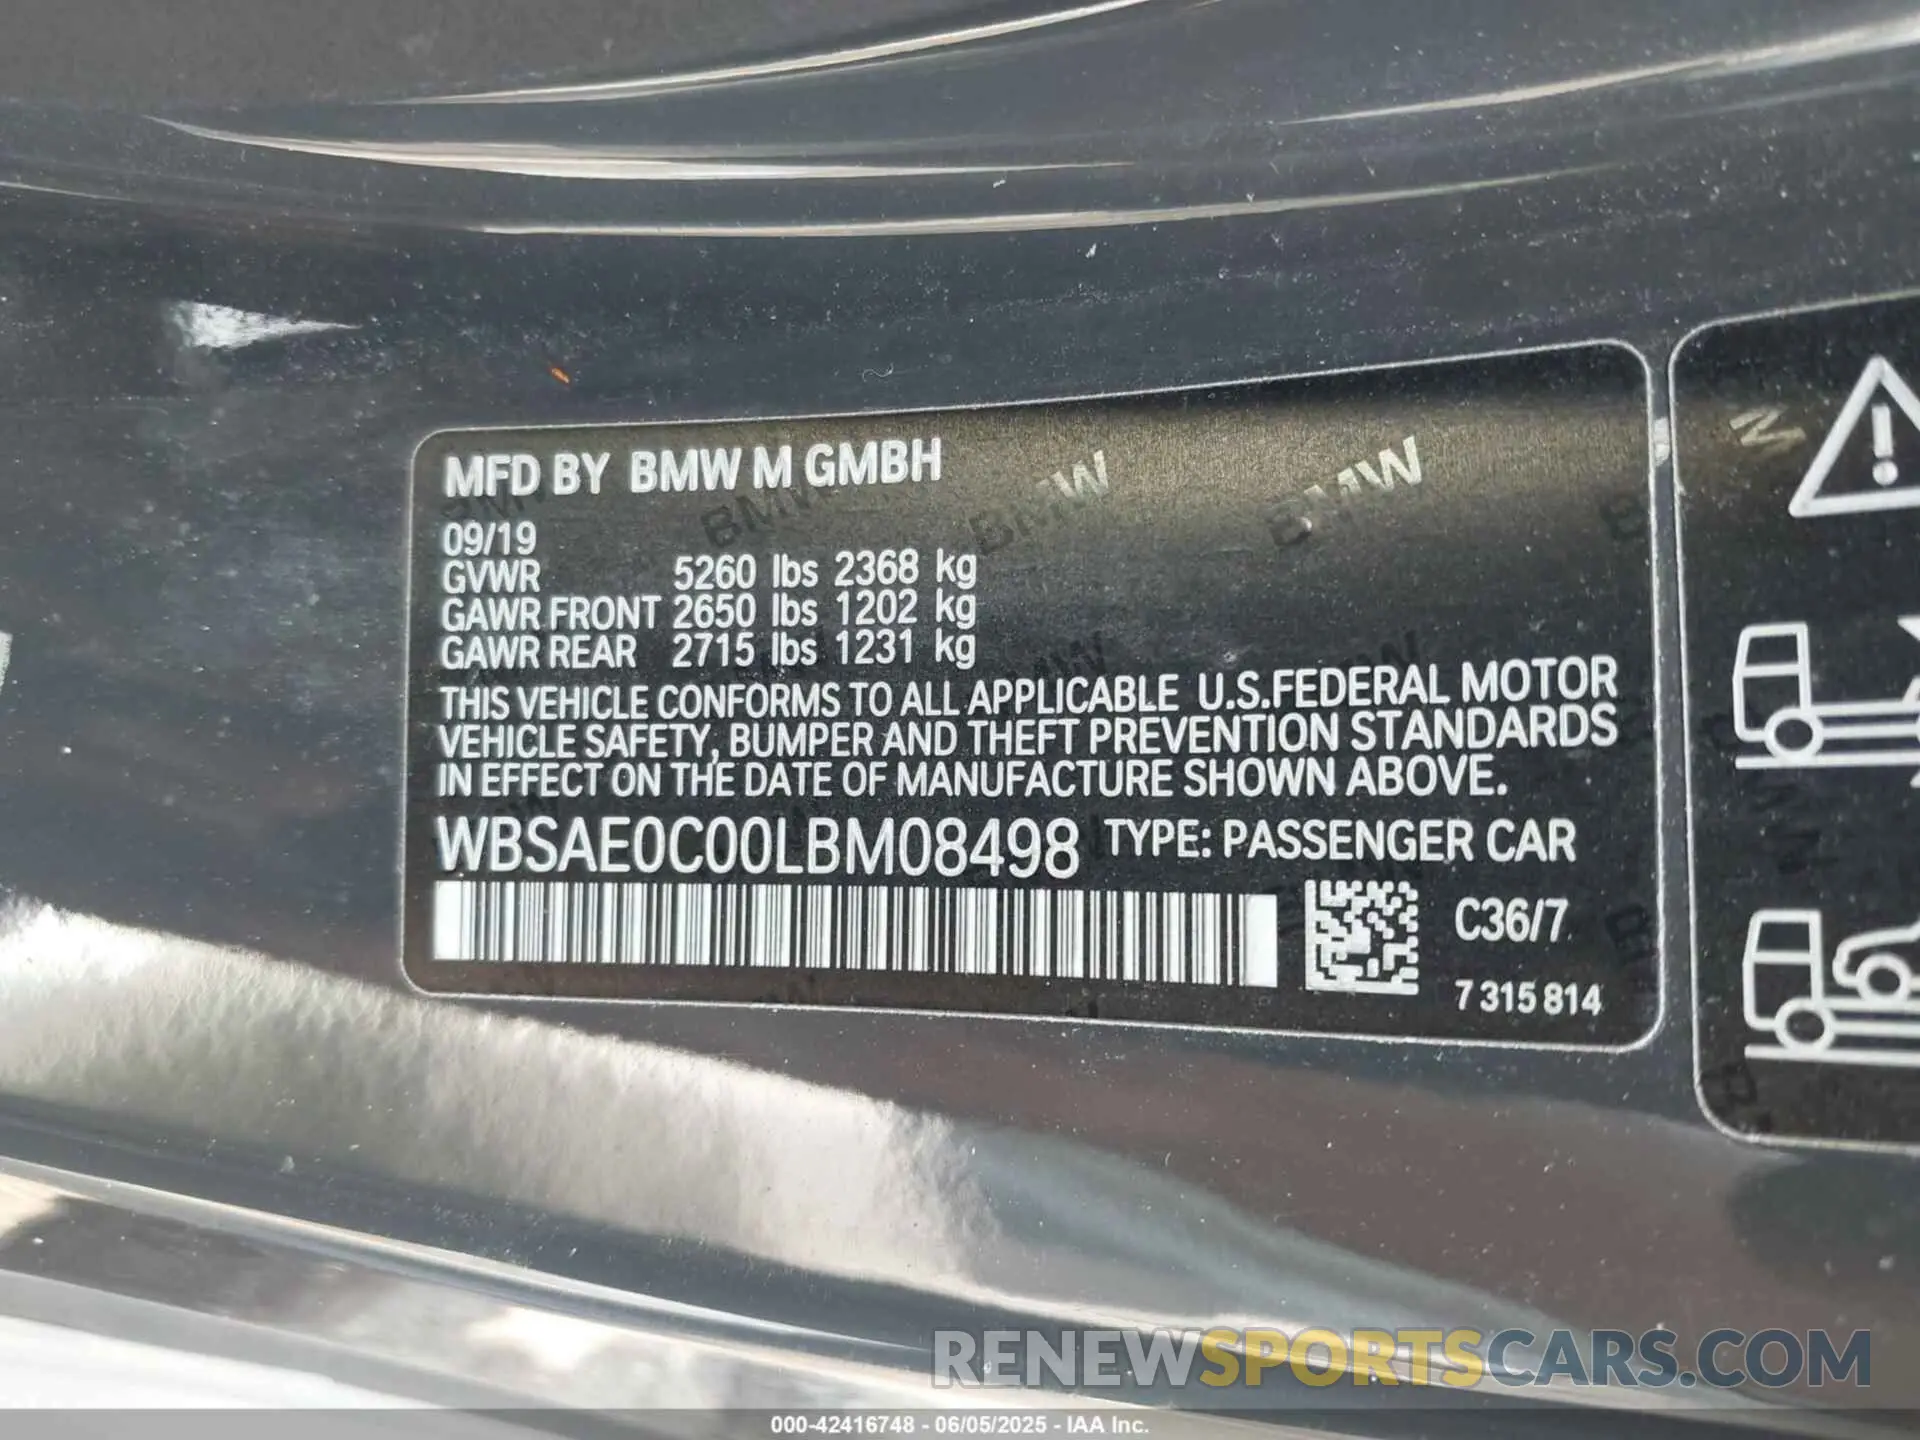 MFD BY BMW M GMBH
09/19
GVWR 5260 lbs 2368 kg
GAWR FRONT 2650 lbs 1202 kg
GAWR REAR 2715 lbs 1231 kg
THIS VEHICLE CONFORMS TO ALL APPLICABLE U.S.FEDERAL MOTOR
VEHICLE SAFETY, BUMPER AND THEFT PREVENTION STANDARDS
IN EFFECT ON THE DATE OF MANUFACTURE SHOWN ABOVE.
WBSAE0C00LBM08498 TYPE: PASSENGER CAR
C36/7
7 315 814
RENEWSPORTSCARS.COM
000-42416748 - 06/05/2025 - IAA Inc.